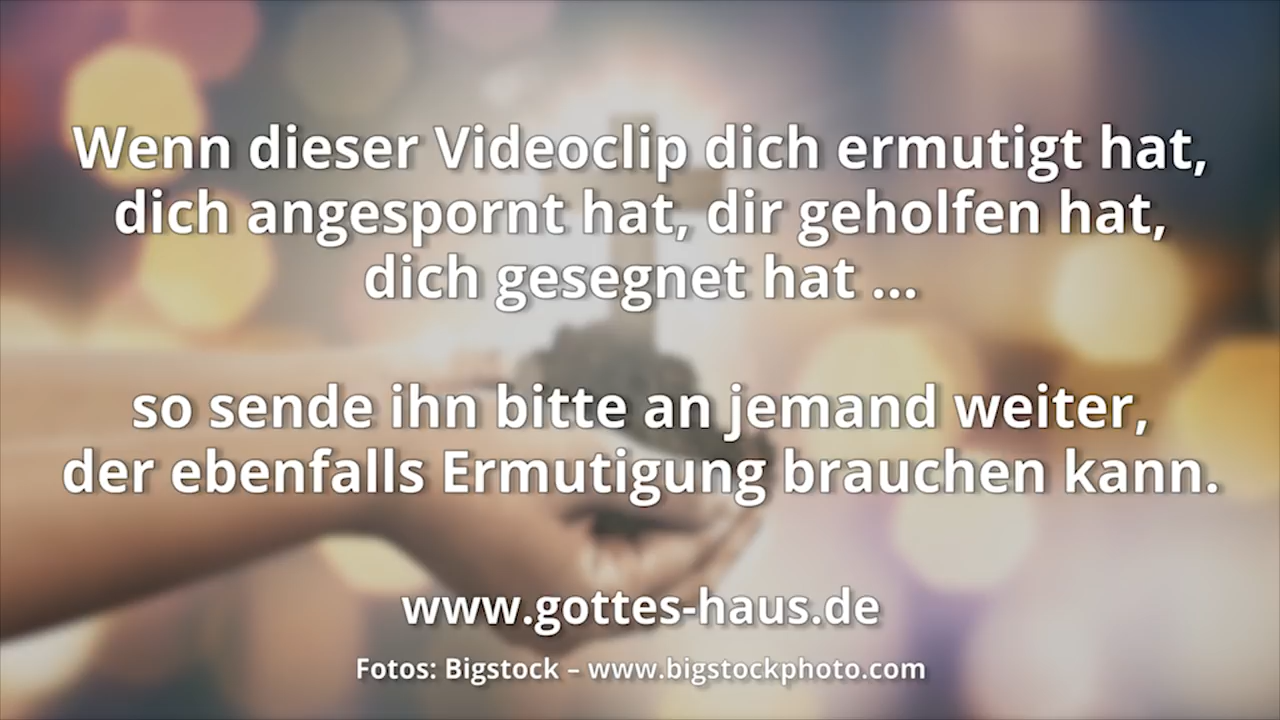 Wenn dieser Videoclip dich ermutigt hat,
dich angespornt hat, dir geholfen hat,
dich gesegnet hat ...
so sende ihn bitte an jemand weiter,
der ebenfalls Ermutigung brauchen kann.
www.gottes-haus.de
Fotos: Bigstock – www.bigstockphoto.com